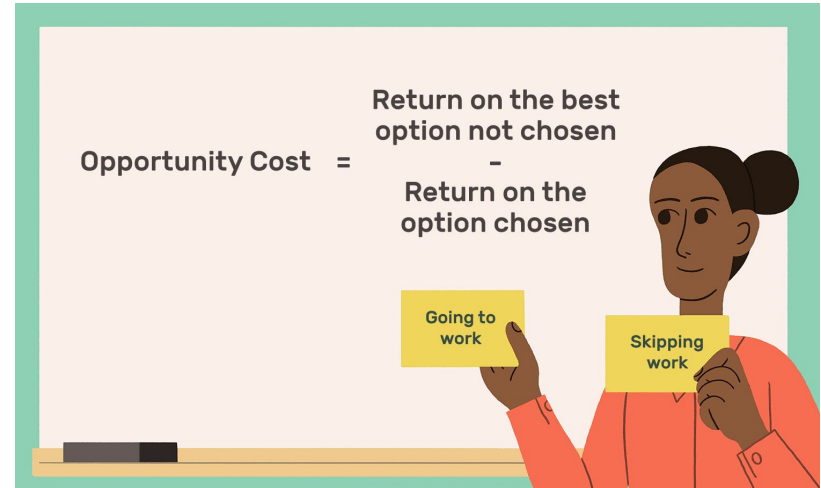 Opportunity Cost =
Return on the best
option not chosen
-
Return on the
option chosen
Going to
work
Skipping
work